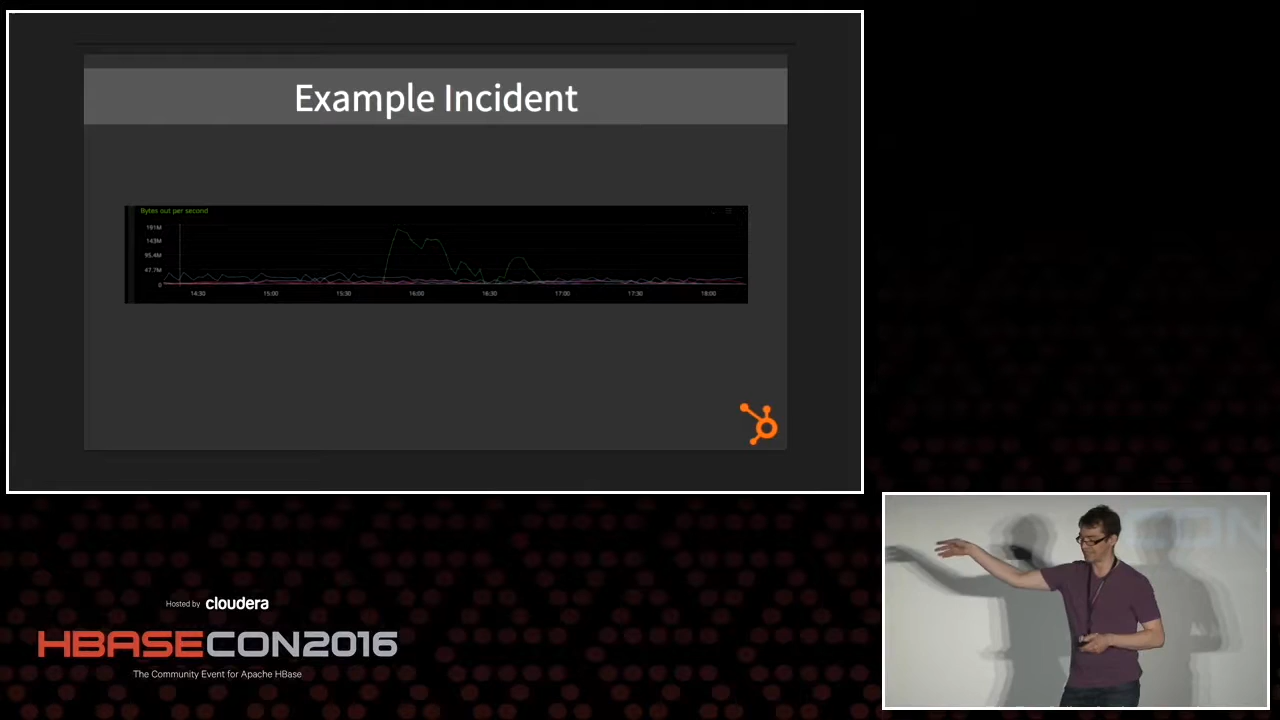 Example Incident
Bytes out per second
191M
143M
95.4M
47.7M
0
14:30 15:00 15:30 16:00 16:30 17:00 17:30 18:00
Hosted by cloudera
HBASECON2016
The Community Event for Apache HBase
CON